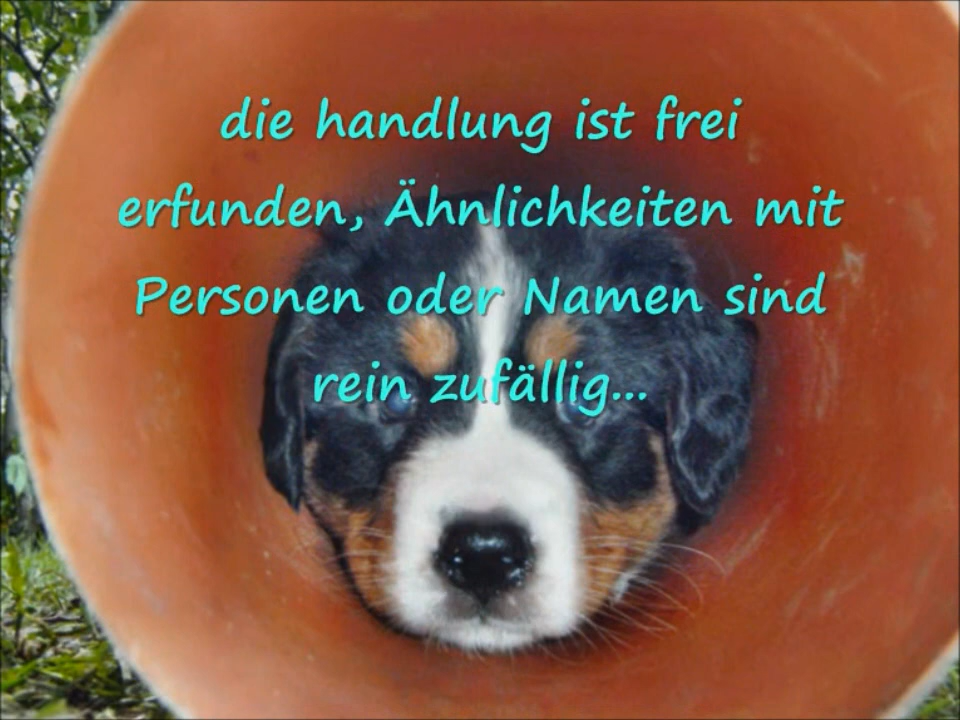 die handlung ist frei
erfunden, Ähnlichkeiten mit
Personen oder Namen sind
rein zufällig...